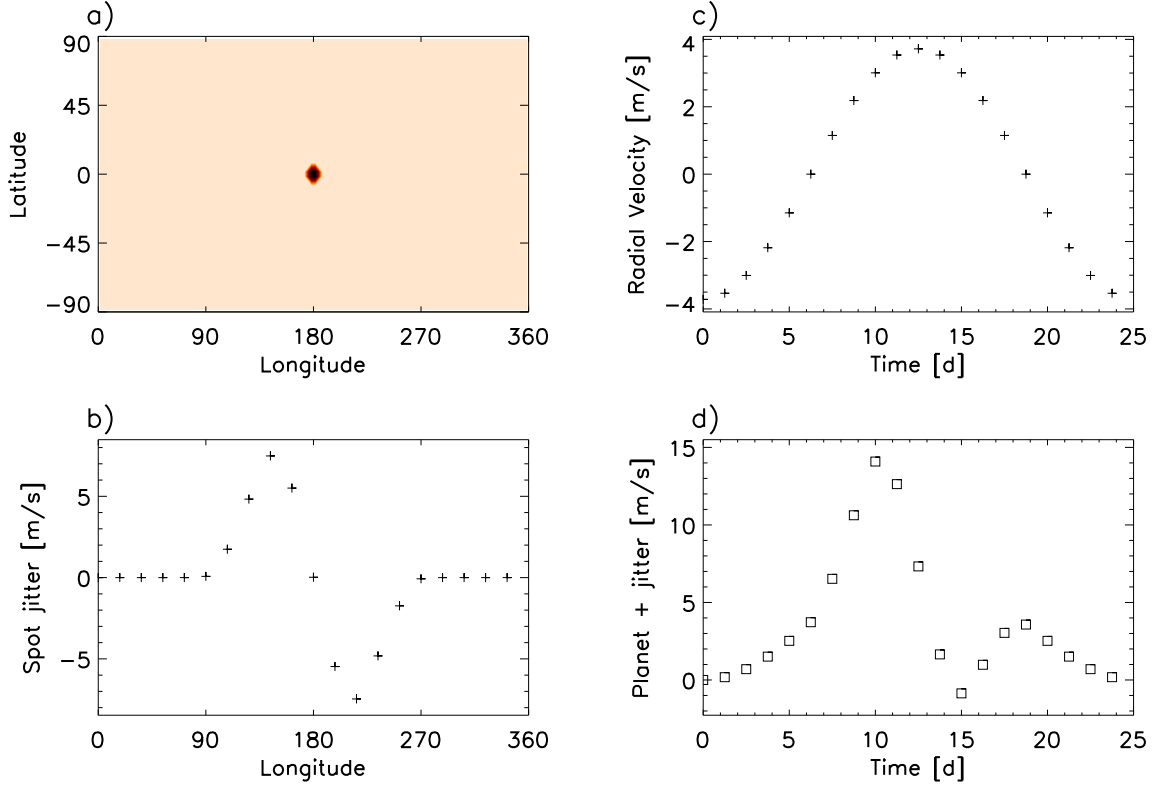 a)
90
45
0
−45
−90
Latitude
0 90 180 270 360
Longitude
c)
4
2
0
−2
−4
Radial Velocity [m/s]
0 5 10 15 20 25
Time [d]
b)
5
0
−5
Spot jitter [m/s]
0 90 180 270 360
Longitude
d)
15
10
5
0
Planet + jitter [m/s]
0 5 10 15 20 25
Time [d]